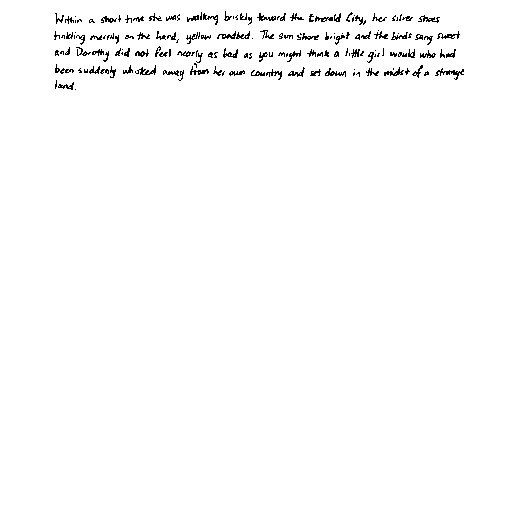 Within a short time she was walking briskly toward the Emerald City, her silver shoes
tinkling merrily on the hard, yellow roadbed. The sun shone bright and the birds sang sweet
and Dorothy did not feel nearly as bad as you might think a little girl would who had
been suddenly whisked away from her own country and set down in the midst of a strange
land.